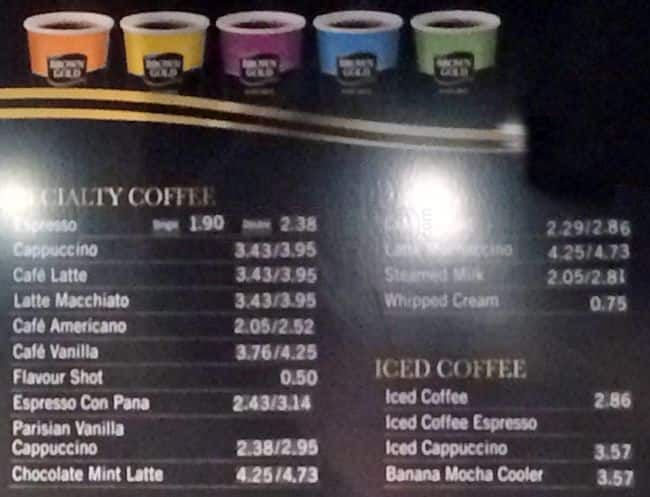 BROWN GOLD
BROWN GOLD
BROWN GOLD
BROWN GOLD
BROWN GOLD
CIALTY COFFEE
Espresso Single 1.90 Double 2.38
Cappuccino 3.43/3.95
Café Latte 3.43/3.95
Latte Macchiato 3.43/3.95
Café Americano 2.05/2.52
Café Vanilla 3.76/4.25
Flavour Shot 0.50
Espresso Con Pana 2.43/3.14
Parisian Vanilla
Cappuccino 2.38/2.95
Chocolate Mint Latte 4.25/4.73
2.29/2.86
4.25/4.73
Steamed Milk 2.05/2.81
Whipped Cream 0.75
ICED COFFEE
Iced Coffee 2.86
Iced Coffee Espresso
Iced Cappuccino 3.57
Banana Mocha Cooler 3.57